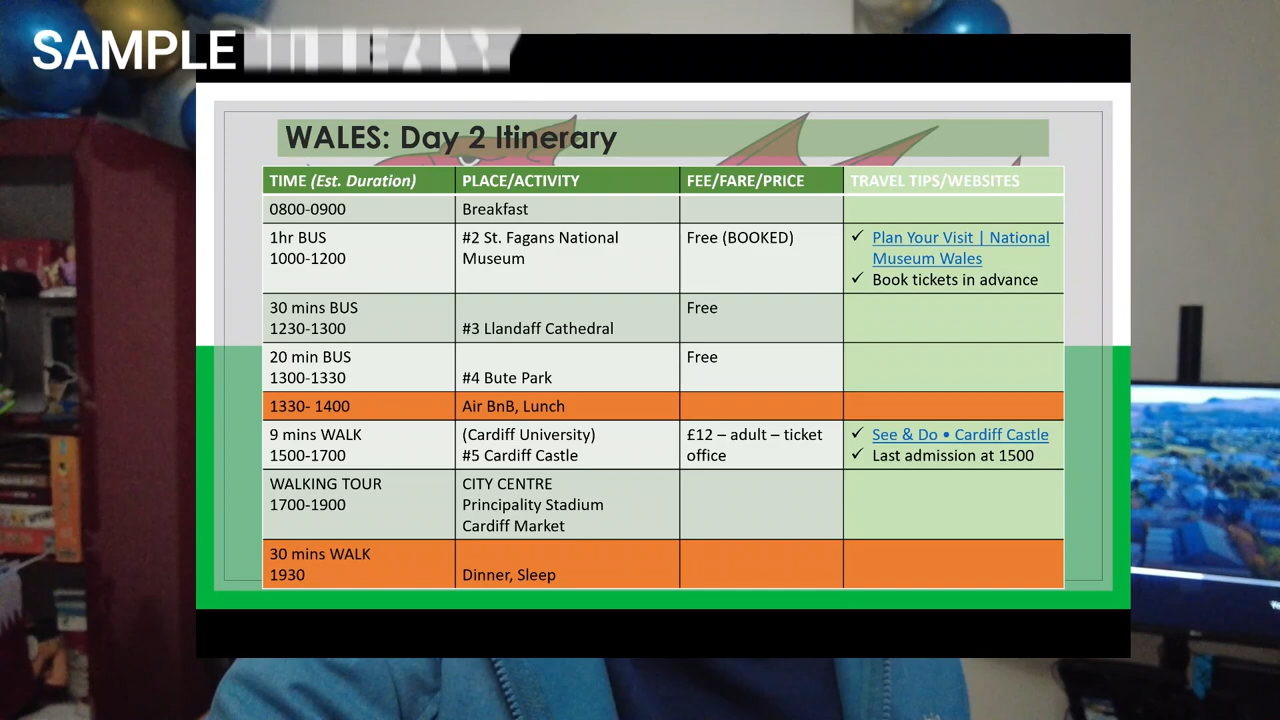 SAMPLE
WALES: Day 2 Itinerary
TIME (Est. Duration) PLACE/ACTIVITY FEE/FARE/PRICE TRAVEL TIPS/WEBSITES
0800-0900 Breakfast
1hr BUS #2 St. Fagans National Free (BOOKED) ✓ Plan Your Visit | National
1000-1200 Museum Museum Wales
✓ Book tickets in advance
30 mins BUS Free
1230-1300 #3 Llandaff Cathedral
20 min BUS Free
1300-1330 #4 Bute Park
1330- 1400 Air BnB, Lunch
9 mins WALK (Cardiff University) £12 – adult – ticket ✓ See & Do • Cardiff Castle
1500-1700 #5 Cardiff Castle office ✓ Last admission at 1500
WALKING TOUR CITY CENTRE
1700-1900 Principality Stadium
Cardiff Market
30 mins WALK
1930 Dinner, Sleep